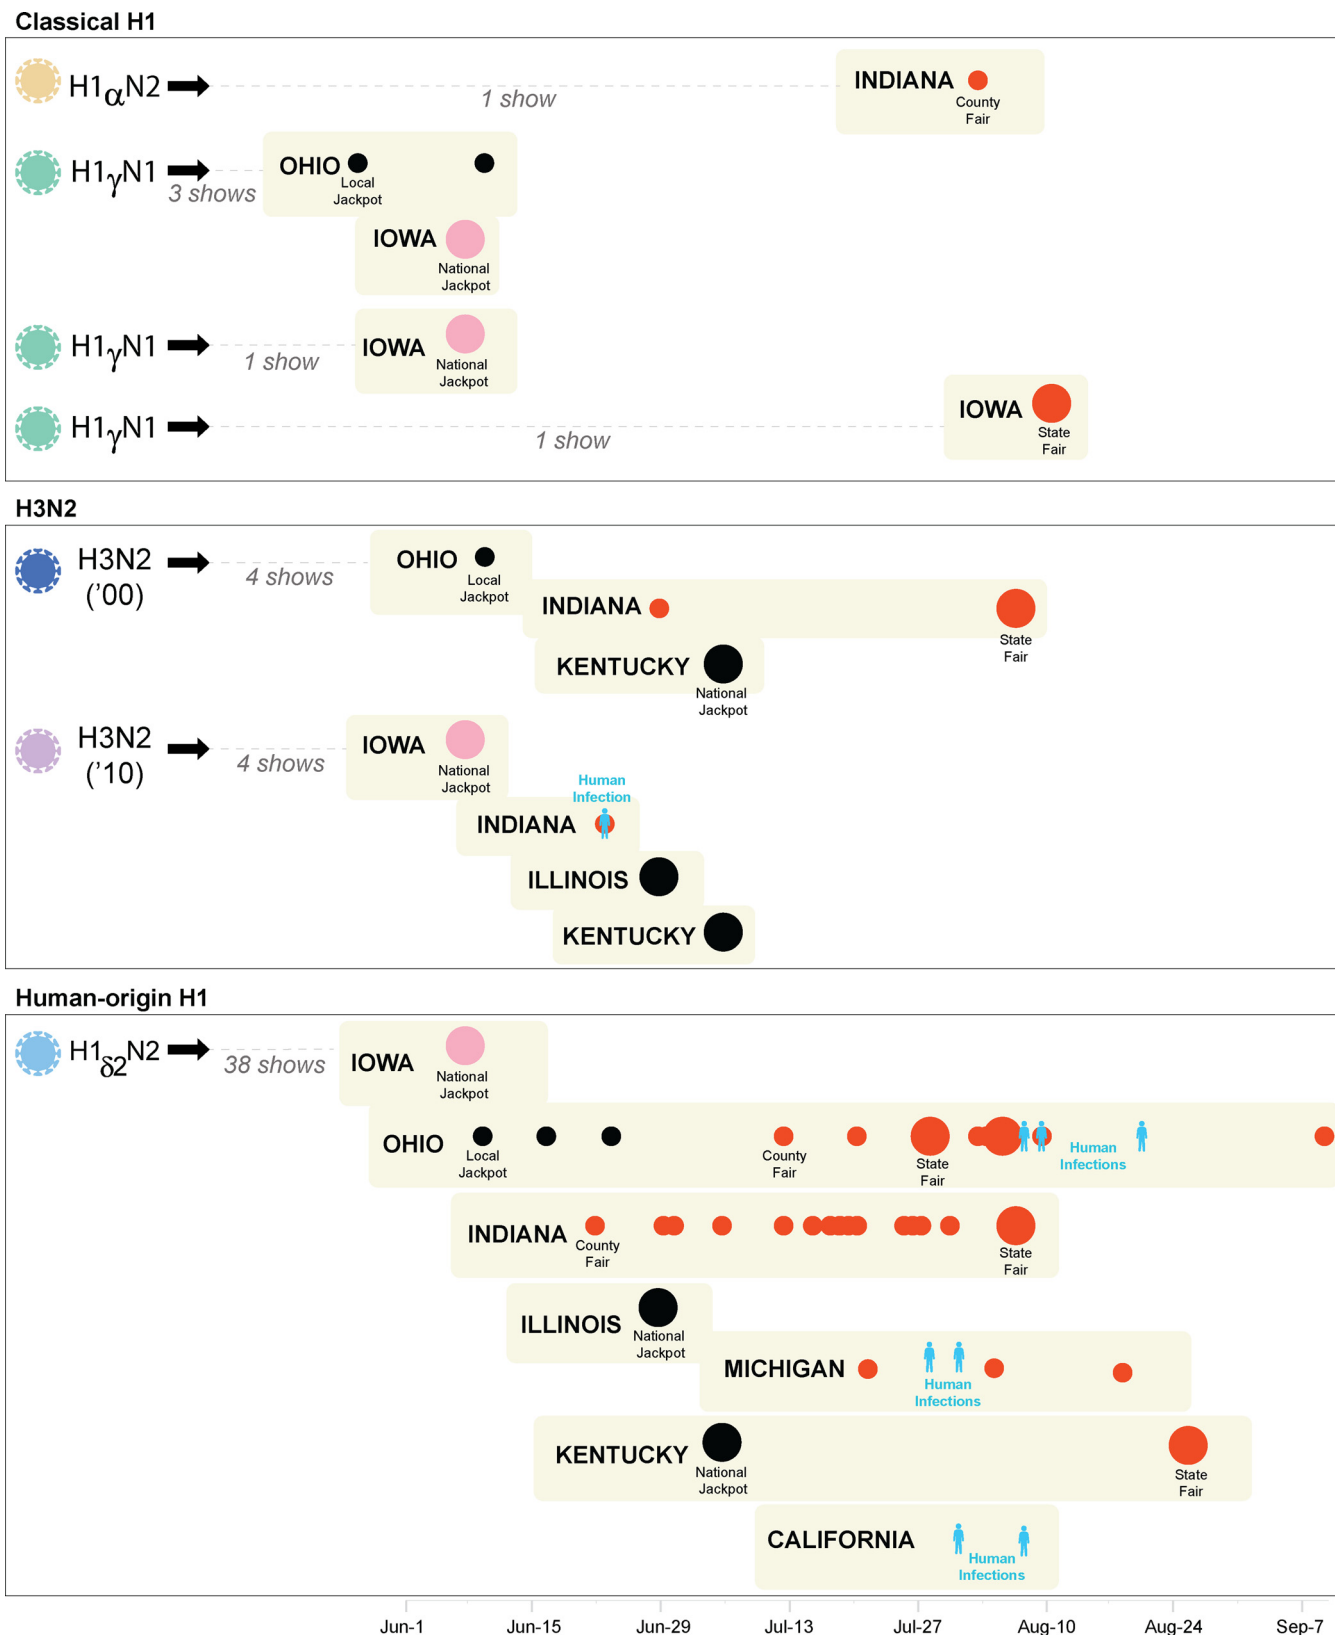 Classical H1
H1αN2
1 show
INDIANA
County
Fair
H1γN1
3 shows
OHIO
Local
Jackpot
IOWA
National
Jackpot
H1γN1
1 show
IOWA
National
Jackpot
H1γN1
1 show
IOWA
State
Fair
H3N2
H3N2
('00)
4 shows
OHIO
Local
Jackpot
INDIANA
State
Fair
KENTUCKY
National
Jackpot
H3N2
('10)
4 shows
IOWA
National
Jackpot
Human
Infection
INDIANA
ILLINOIS
KENTUCKY
Human-origin H1
H1δ2N2
38 shows
IOWA
National
Jackpot
OHIO
Local
Jackpot
County
Fair
State
Fair
Human
Infections
INDIANA
County
Fair
State
Fair
ILLINOIS
National
Jackpot
MICHIGAN
Human
Infections
KENTUCKY
National
Jackpot
State
Fair
CALIFORNIA
Human
Infections
Jun-1 Jun-15 Jun-29 Jul-13 Jul-27 Aug-10 Aug-24 Sep-7